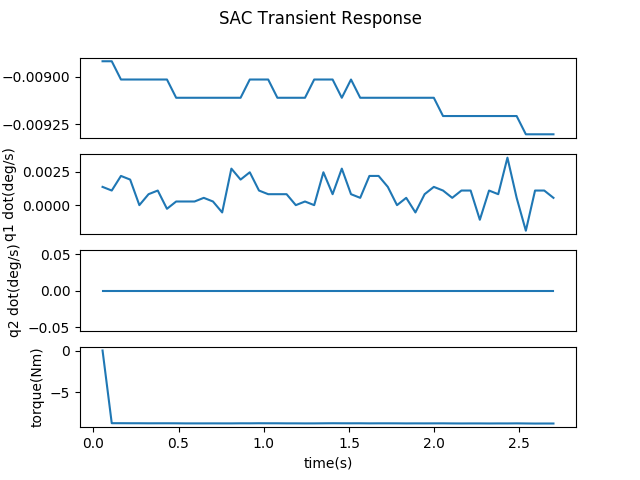 SAC Transient Response
−0.00900
−0.00925
q1 dot(deg/s)
0.0025
0.0000
q2 dot(deg/s)
0.05
0.00
−0.05
torque(Nm)
0
−5
0.0 0.5 1.0 1.5 2.0 2.5
time(s)